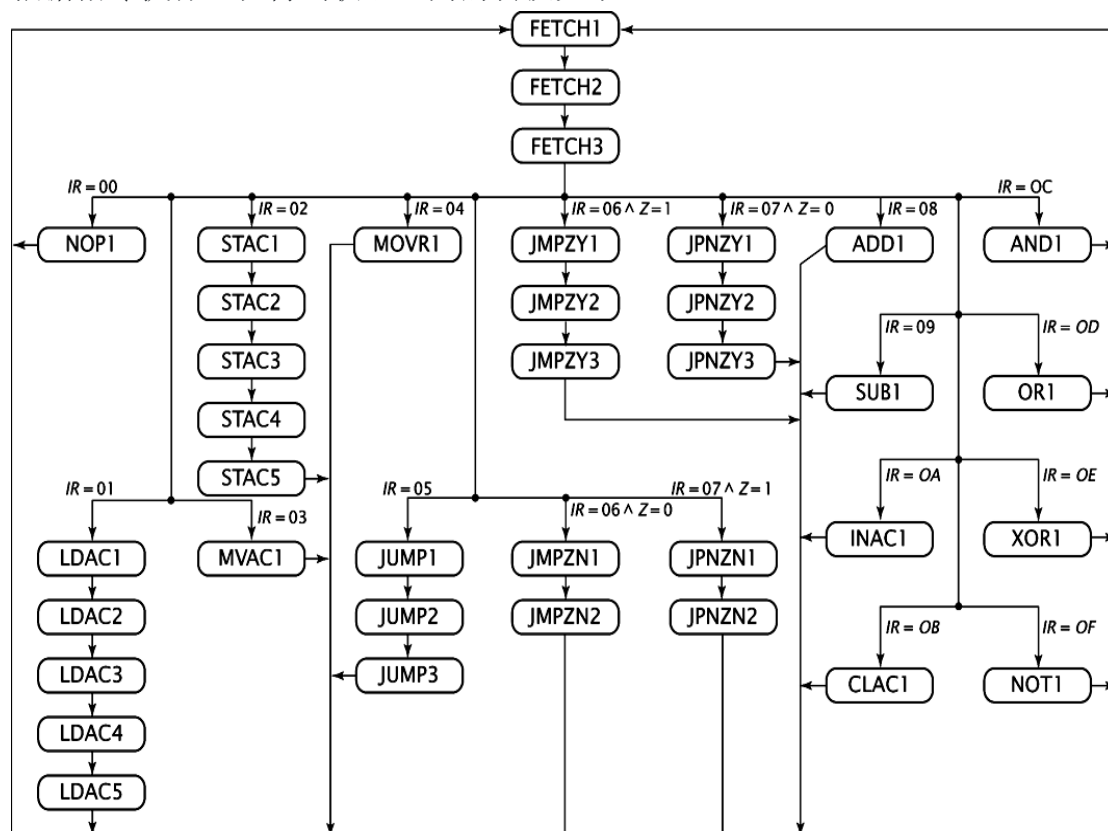 FETCH1
FETCH2
FETCH3
IR = 00
IR = 02
IR = 04
IR = 06 ^ Z = 1
IR = 07 ^ Z = 0
IR = 08
IR = OC
NOP1
STAC1
MOVR1
JMPZY1
JPNZY1
ADD1
AND1
STAC2
JMPZY2
JPNZY2
IR = 09
IR = OD
STAC3
JMPZY3
JPNZY3
SUB1
OR1
STAC4
STAC5
IR = 01
IR = 03
IR = 05
IR = 06 ^ Z = 0
IR = 07 ^ Z = 1
IR = OA
IR = OE
LDAC1
MVAC1
JUMP1
JMPZN1
JPNZN1
INAC1
XOR1
LDAC2
JUMP2
JMPZN2
JPNZN2
IR = OB
IR = OF
LDAC3
JUMP3
CLAC1
NOT1
LDAC4
LDAC5